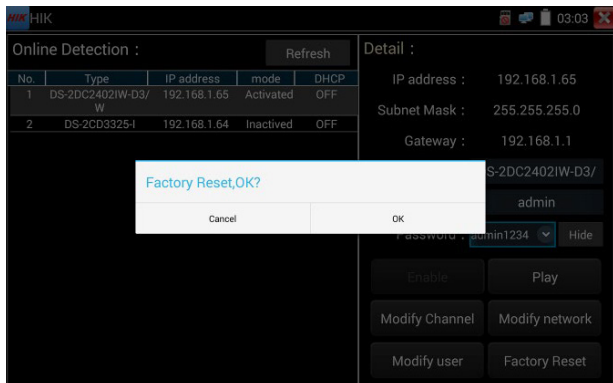 HIK HIK 03:03
Online Detection : Refresh
No. Type IP address mode DHCP
1 DS-2DC2402IW-D3/ 192.168.1.65 Activated OFF
W
2 DS-2CD3325-I 192.168.1.64 Inactived OFF
Factory Reset,OK?
Cancel OK
Detail :
IP address : 192.168.1.65
Subnet Mask : 255.255.255.0
Gateway : 192.168.1.1
S-2DC2402IW-D3/
admin
Password : admin1234 Hide
Enable Play
Modify Channel Modify network
Modify user Factory Reset